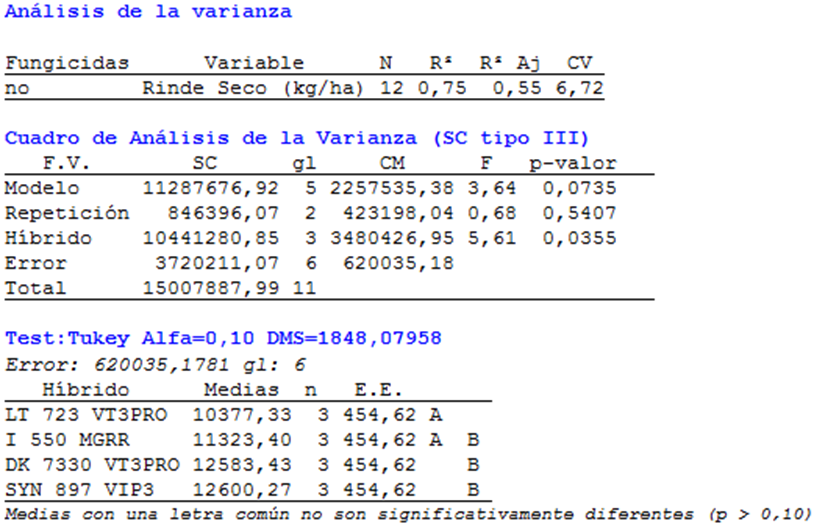 Análisis de la varianza
Fungicidas Variable N R² R² Aj CV
no Rinde Seco (kg/ha) 12 0,75 0,55 6,72
Cuadro de Análisis de la Varianza (SC tipo III)
F.V. SC gl CM F p-valor
Modelo 11287676,92 5 2257535,38 3,64 0,0735
Repetición 846396,07 2 423198,04 0,68 0,5407
Híbrido 10441280,85 3 3480426,95 5,61 0,0355
Error 3720211,07 6 620035,18
Total 15007887,99 11
Test:Tukey Alfa=0,10 DMS=1848,07958
Error: 620035,1781 gl: 6
Híbrido Medias n E.E.
LT 723 VT3PRO 10377,33 3 454,62 A
I 550 MGRR 11323,40 3 454,62 A B
DK 7330 VT3PRO 12583,43 3 454,62 B
SYN 897 VIP3 12600,27 3 454,62 B
Medias con una letra común no son significativamente diferentes (p > 0,10)